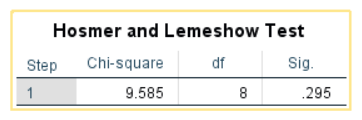 Hosmer and Lemeshow Test
Step Chi-square df Sig.
1 9.585 8 .295